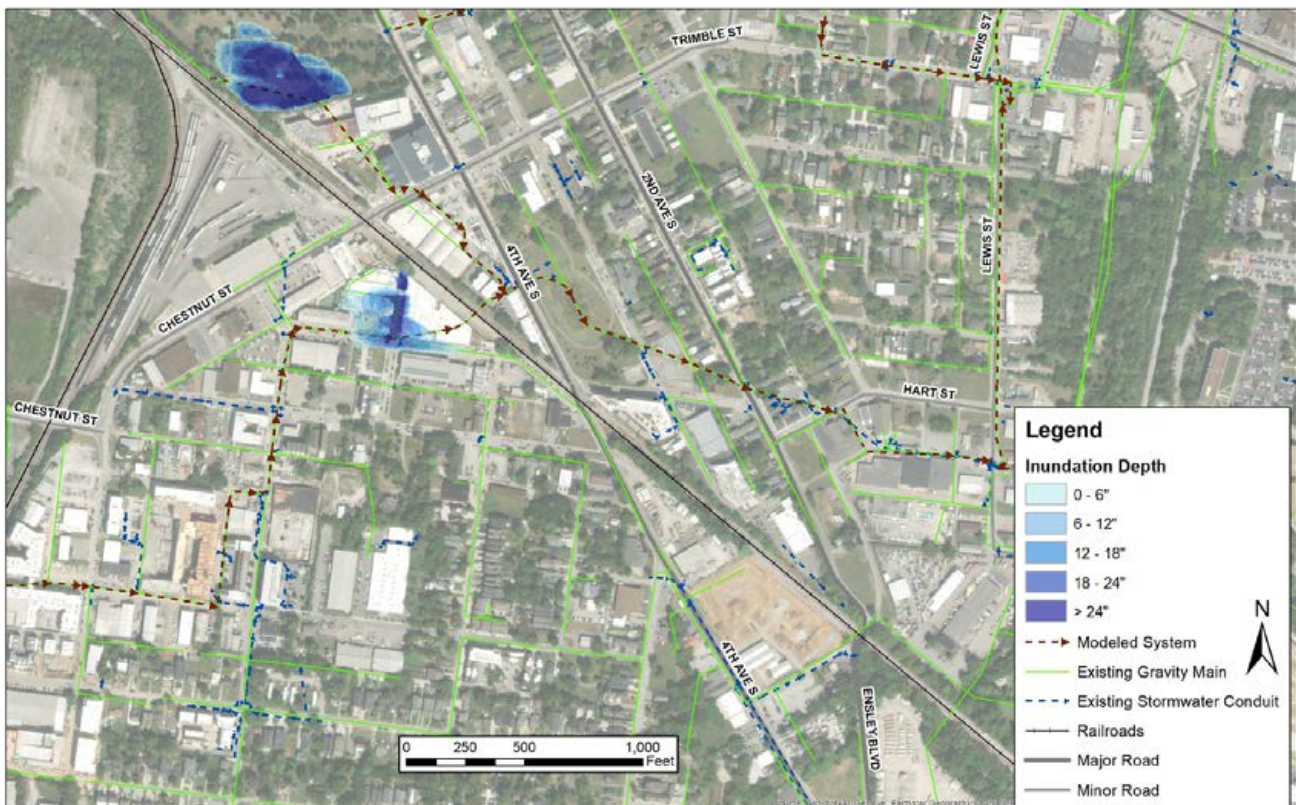 TRIMBLE ST
LEWIS ST
2ND AVE S
4TH AVE S
LEWIS ST
CHESTNUT ST
HART ST
CHESTNUT ST
4TH AVE S
ENSLEY BLVD
0 250 500 1,000
Feet
Legend
Inundation Depth
0 - 6"
6 - 12"
12 - 18"
18 - 24"
> 24"
Modeled System
Existing Gravity Main
Existing Stormwater Conduit
Railroads
Major Road
Minor Road
N